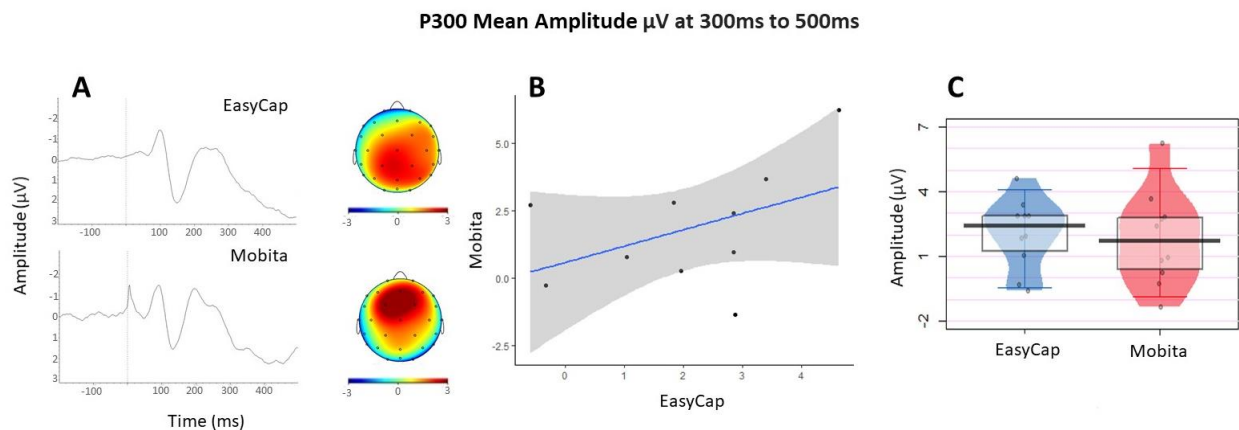 P300 Mean Amplitude µV at 300ms to 500ms
A
EasyCap
-2
-1
0
1
2
3
-100 100 200 300 400
Mobita
-2
-1
0
1
2
3
-100 0 100 200 300 400
Amplitude (µV)
Time (ms)
-3 0 3
-3 0 3
B
5.0
2.5
0.0
-2.5
0 1 2 3 4
Mobita
EasyCap
C
7
4
1
-2
Amplitude (µV)
EasyCap Mobita